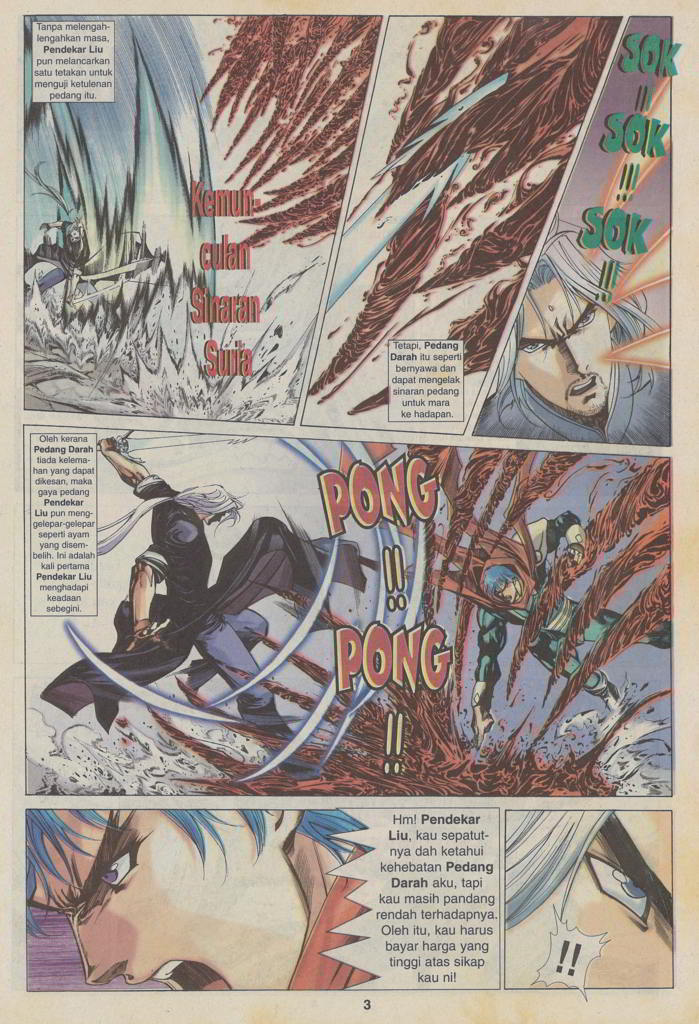 Tanpa melengah-
lengahkan masa,
Pendekar Liu
pun melancarkan
satu tetakan untuk
menguji ketulenan
pedang itu.
Kemun-
culan
Sinaran
Suria
Tetapi, Pedang
Darah itu seperti
bernyawa dan
dapat mengelak
sinaran pedang
untuk mara
ke hadapan.
SOK
!!
SOK
!!!
SOK
!!
Oleh kerana
Pedang Darah
tiada kelema-
han yang dapat
dikesan, maka
gaya pedang
Pendekar
Liu pun meng-
gelepar-gelepar
seperti ayam
yang disem-
belih. Ini adalah
kali pertama
Pendekar Liu
menghadapi
keadaan
sebegini.
PONG
!!
PONG
!!
Hm! Pendekar
Liu, kau sepatut-
nya dah ketahui
kehebatan Pedang
Darah aku, tapi
kau masih pandang
rendah terhadapnya.
Oleh itu, kau harus
bayar harga yang
tinggi atas sikap
kau ni!
!!
3